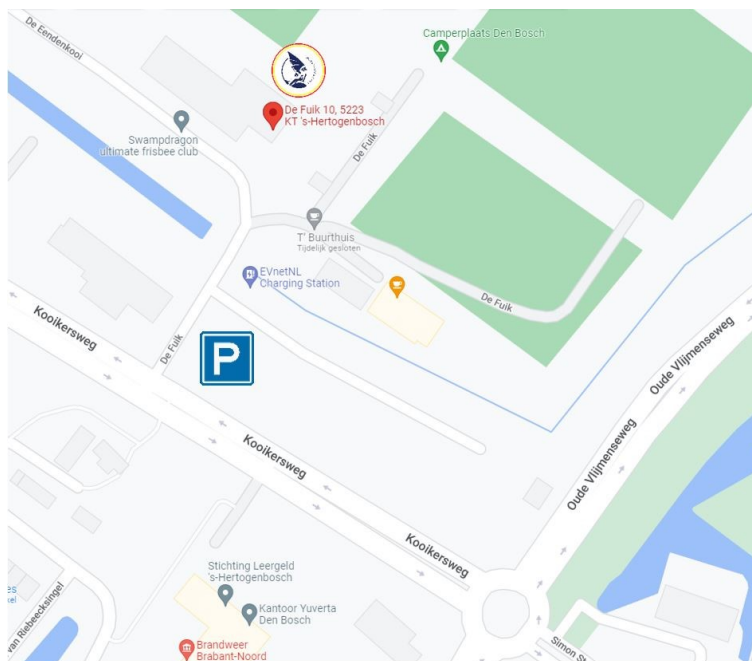 De Eendenkooi
Camperplaats Den Bosch
De Fuik 10, 5223
KT 's-Hertogenbosch
Swampdragon
ultimate frisbee club
De Fuik
T' Buurthuis
Tijdelijk gesloten
EVnetNL
Charging Station
De Fuik
Kooikersweg
De Fuik
P
Oude Vlijmenseweg
Kooikersweg
Oude Vlijmenseweg
Kooikersweg
Stichting Leergeld
's-Hertogenbosch
Kantoor Yuverta
Den Bosch
van Riebeecksingel
Brandweer
Brabant-Noord
Simon